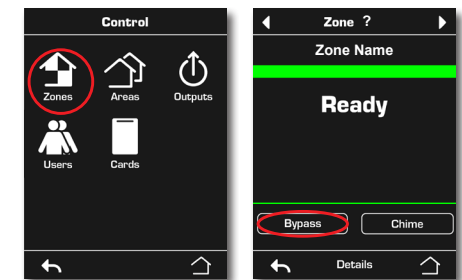 Control
Zones Areas Outputs
Users Cards
Zone ?
Zone Name
Ready
Bypass Chime
Details